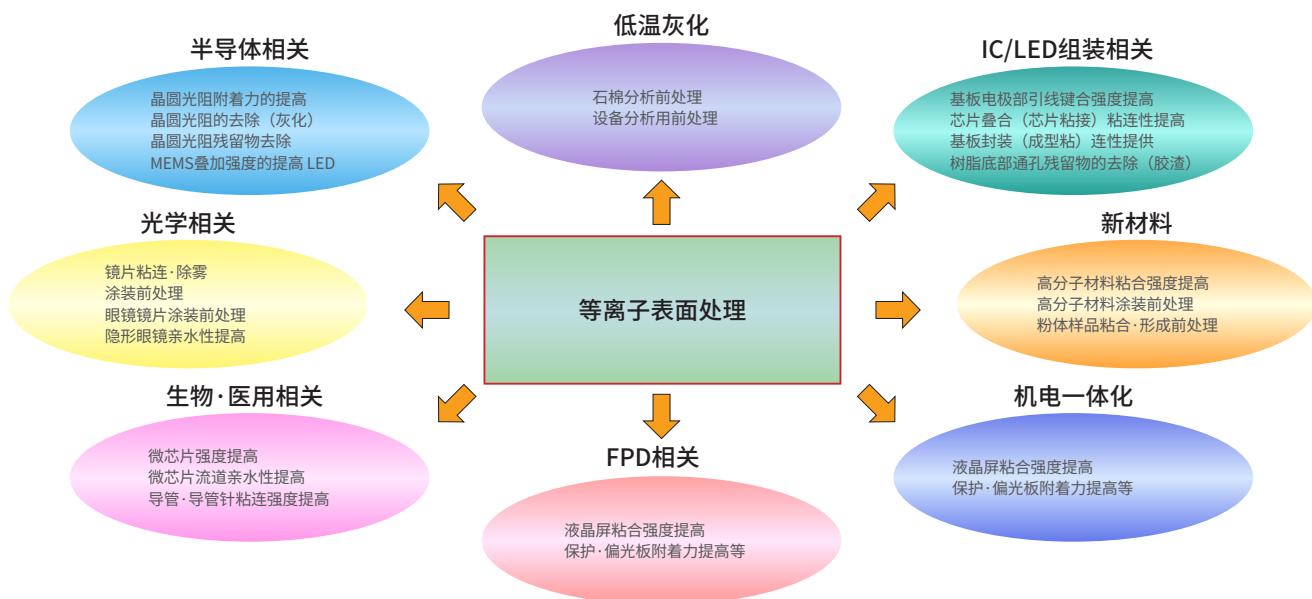 低温灰化
石棉分析前处理
设备分析用前处理
半导体相关
晶圆光阻附着力的提高
晶圆光阻的去除（灰化）
晶圆光阻残留物去除
MEMS叠加强度的提高 LED
IC/LED组装相关
基板电极部引线键合强度提高
芯片叠合（芯片粘接）粘连性提高
基板封装（成型粘）连性提供
树脂底部通孔残留物的去除（胶渣）
光学相关
镜片粘连·除雾
涂装前处理
眼镜镜片涂装前处理
隐形眼镜亲水性提高
等离子表面处理
新材料
高分子材料粘合强度提高
高分子材料涂装前处理
粉体样品粘合·形成前处理
生物·医用相关
微芯片强度提高
微芯片流道亲水性提高
导管·导管针粘连强度提高
FPD相关
液晶屏粘合强度提高
保护·偏光板附着力提高等
机电一体化
液晶屏粘合强度提高
保护·偏光板附着力提高等